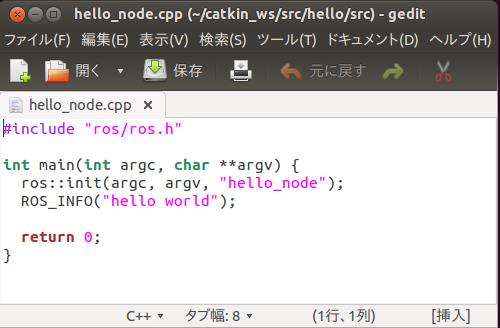 hello_node.cpp (~/catkin_ws/src/hello/src) - gedit
ファイル(F) 編集(E) 表示(V) 検索(S) ツール(T) ドキュメント(D) ヘルプ(H)
開く 保存 元に戻す
hello_node.cpp ×
#include "ros/ros.h"

int main(int argc, char **argv) {
  ros::init(argc, argv, "hello_node");
  ROS_INFO("hello world");

  return 0;
}
C++ タブ幅: 8 (1行、1列) [挿入]